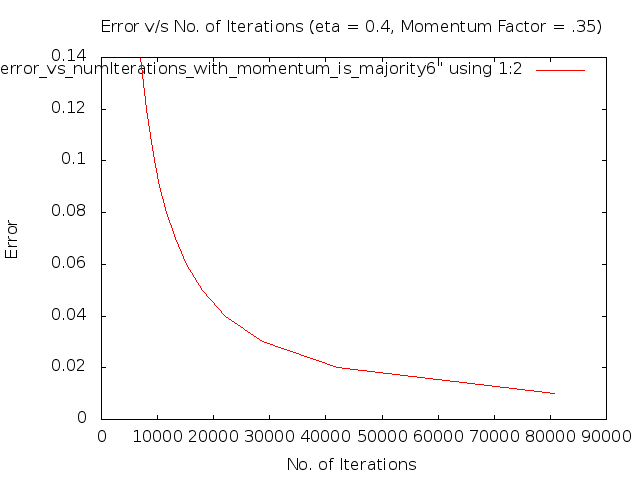 Error v/s No. of Iterations (eta = 0.4, Momentum Factor = .35)
error_vs_numIterations_with_momentum_is_majority6" using 1:2
0.14
0.12
0.1
0.08
0.06
0.04
0.02
0
Error
0 10000 20000 30000 40000 50000 60000 70000 80000 90000
No. of Iterations